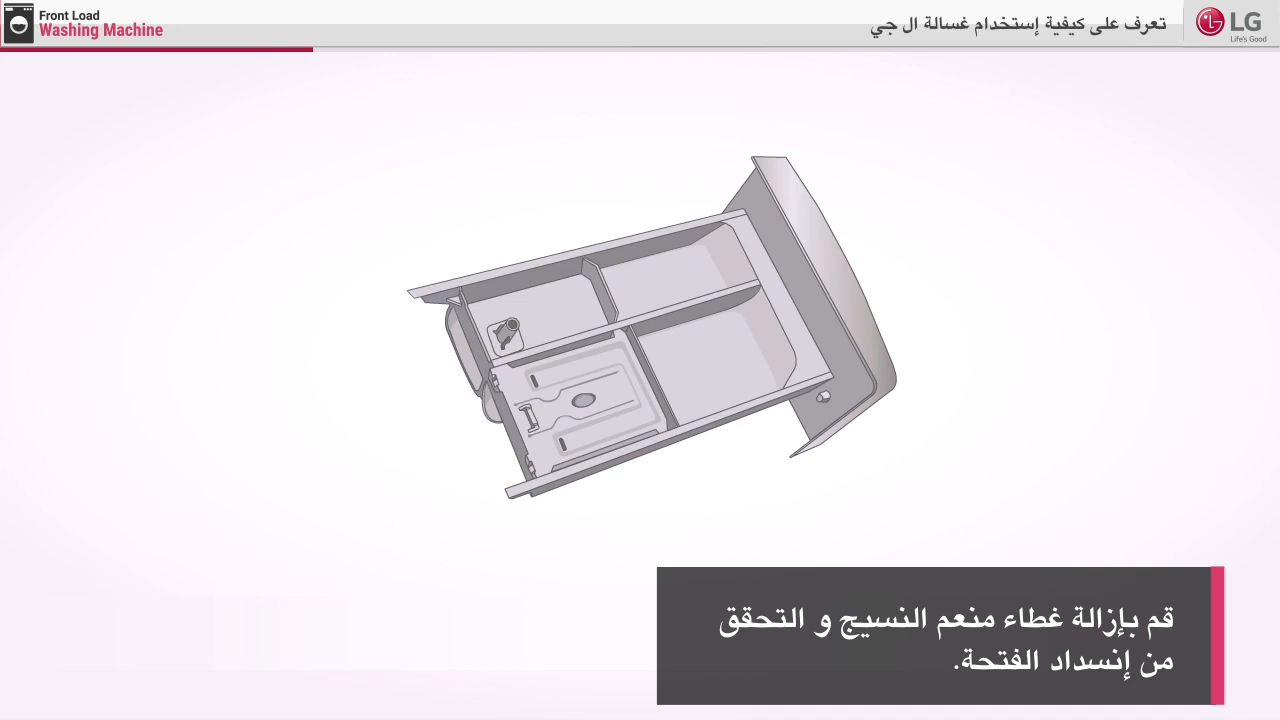 Front Load
Washing Machine
تعرف على كيفية إستخدام غسالة ال جي
LG
Life's Good
قم بإزالة غطاء منعم النسيج و التحقق
من إنسداد الفتحة.